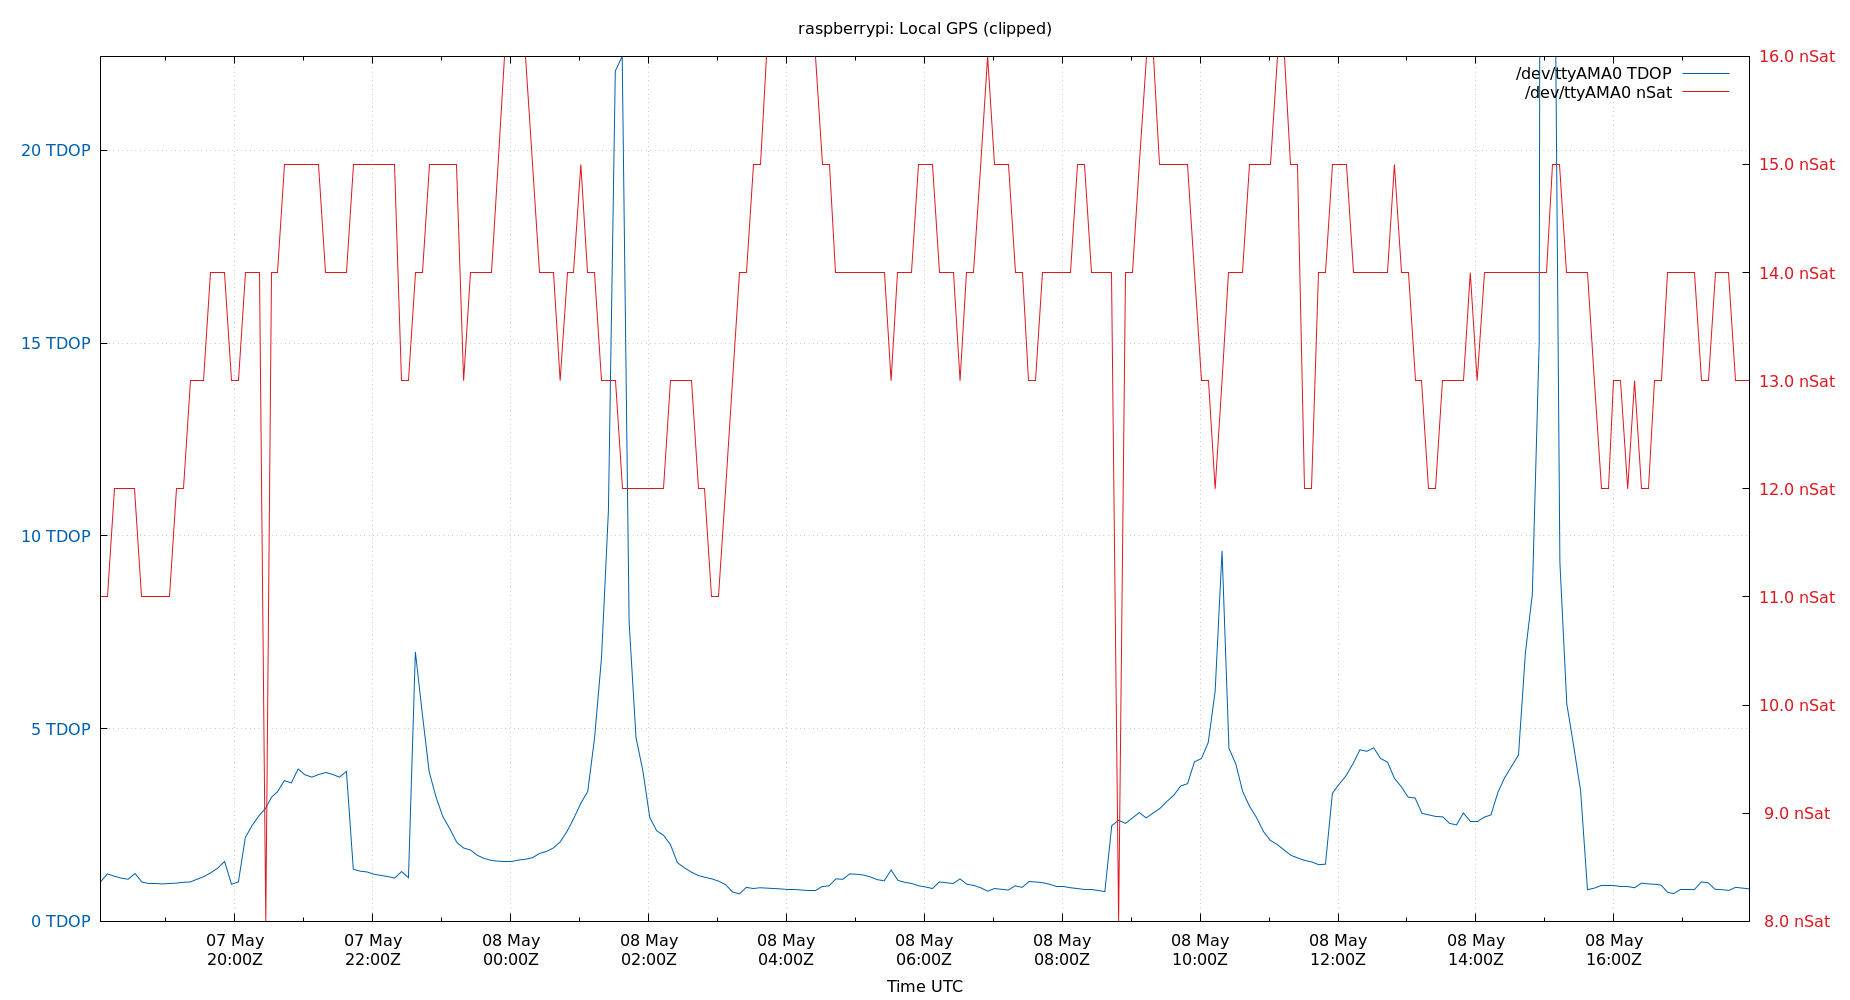 raspberrypi: Local GPS (clipped)
/dev/ttyAMA0 TDOP
/dev/ttyAMA0 nSat
20 TDOP
15 TDOP
10 TDOP
5 TDOP
0 TDOP
16.0 nSat
15.0 nSat
14.0 nSat
13.0 nSat
12.0 nSat
11.0 nSat
10.0 nSat
9.0 nSat
8.0 nSat
07 May 07 May 08 May 08 May 08 May 08 May 08 May 08 May 08 May 08 May 08 May
20:00Z 22:00Z 00:00Z 02:00Z 04:00Z 06:00Z 08:00Z 10:00Z 12:00Z 14:00Z 16:00Z
Time UTC